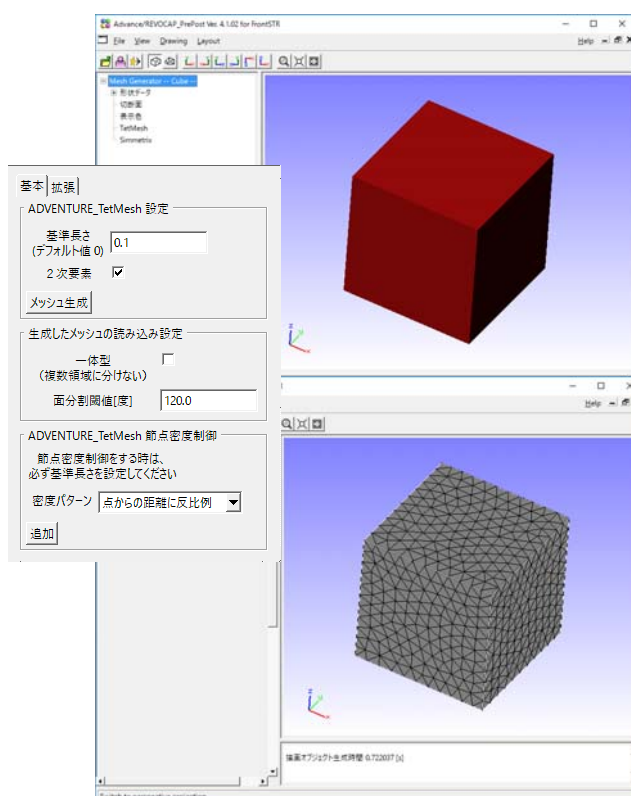 Advance/REVOCAP_PrePost Ver. 4.1.02 for FrontSTR
File View Drawing Layout Help
Mesh Generator -- Cube --
形状データ
切断面
表示色
TetMesh
Simmetrix
基本 拡張
ADVENTURE_TetMesh 設定
基準長さ
(デフォルト値 0) 0.1
2 次要素
メッシュ生成
生成したメッシュの読み込み設定
一体型
(複数領域に分けない)
面分割閾値[度] 120.0
ADVENTURE_TetMesh 節点密度制御
節点密度制御をする時は、
必ず基準長さを設定してください
密度パターン 点からの距離に反比例
追加
z
x
Help
z
x
描画オブジェクト生成時間 0.722037 [s]